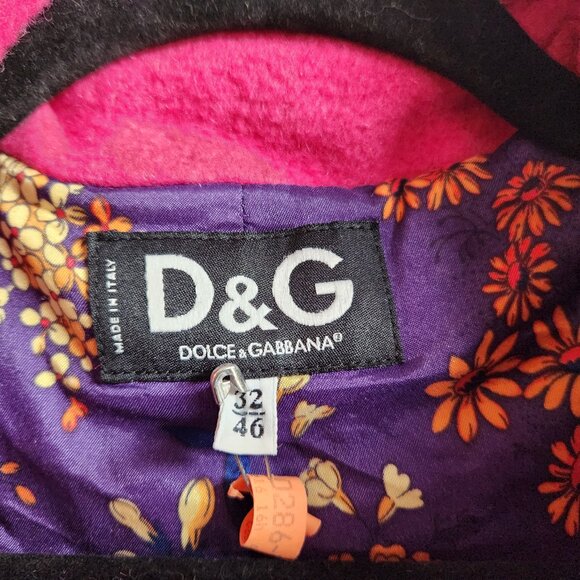 MADE IN ITALY
D&G
DOLCE & GABBANA®
32
46